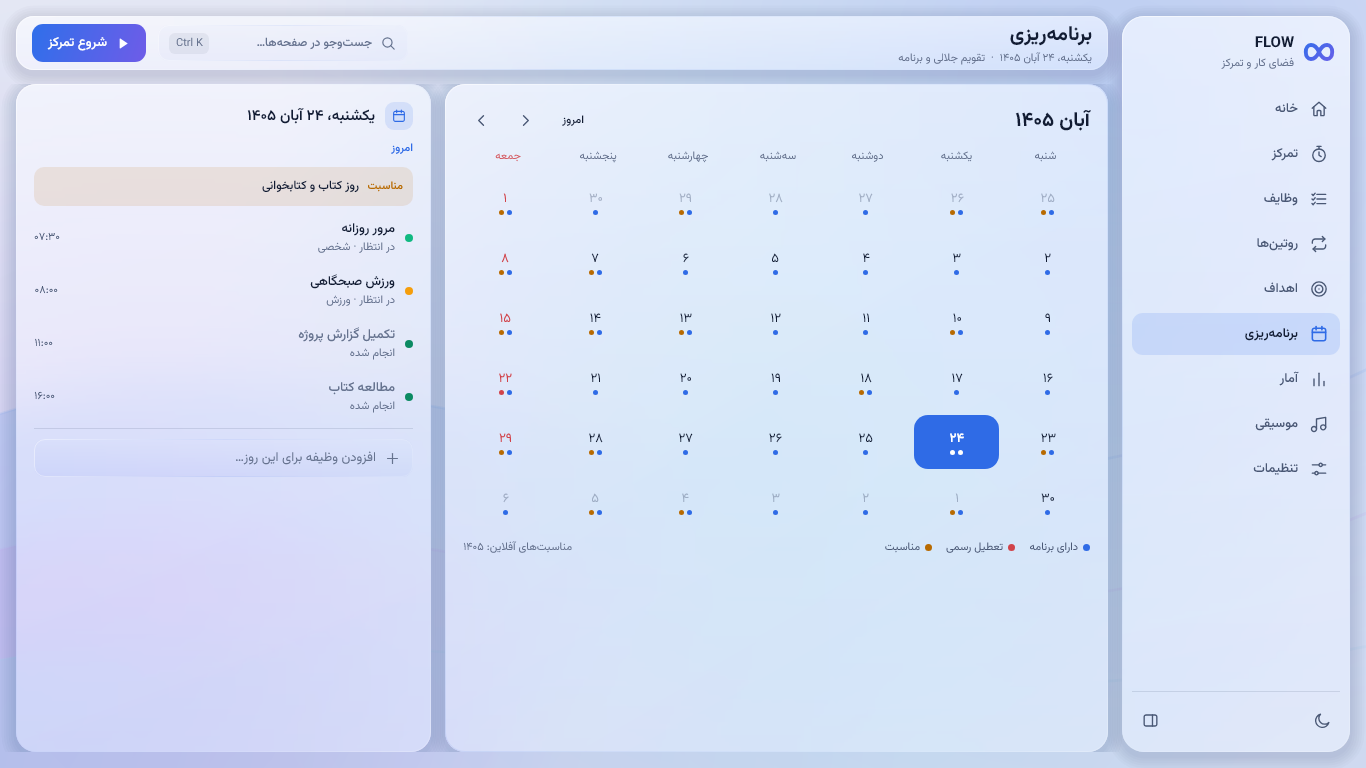 FLOW
فضای کار و تمرکز
خانه
تمرکز
وظایف
روتین‌ها
اهداف
برنامه‌ریزی
آمار
موسیقی
تنظیمات
برنامه‌ریزی
یکشنبه، ۲۴ آبان ۱۴۰۵ · تقویم جلالی و برنامه
جست‌وجو در صفحه‌ها... Ctrl K
شروع تمرکز
آبان ۱۴۰۵
امروز
شنبه یکشنبه دوشنبه سه‌شنبه چهارشنبه پنجشنبه جمعه
۲۵ ۲۶ ۲۷ ۲۸ ۲۹ ۳۰ ۱
۲ ۳ ۴ ۵ ۶ ۷ ۸
۹ ۱۰ ۱۱ ۱۲ ۱۳ ۱۴ ۱۵
۱۶ ۱۷ ۱۸ ۱۹ ۲۰ ۲۱ ۲۲
۲۳ ۲۴ ۲۵ ۲۶ ۲۷ ۲۸ ۲۹
۳۰ ۱ ۲ ۳ ۴ ۵ ۶
دارای برنامه تعطیل رسمی مناسبت
مناسبت‌های آفلاین: ۱۴۰۵
یکشنبه، ۲۴ آبان ۱۴۰۵
امروز
مناسبت روز کتاب و کتابخوانی
مرور روزانه ۰۷:۳۰
در انتظار · شخصی
ورزش صبحگاهی ۰۸:۰۰
در انتظار · ورزش
تکمیل گزارش پروژه ۱۱:۰۰
انجام شده
مطالعه کتاب ۱۶:۰۰
انجام شده
افزودن وظیفه برای این روز...